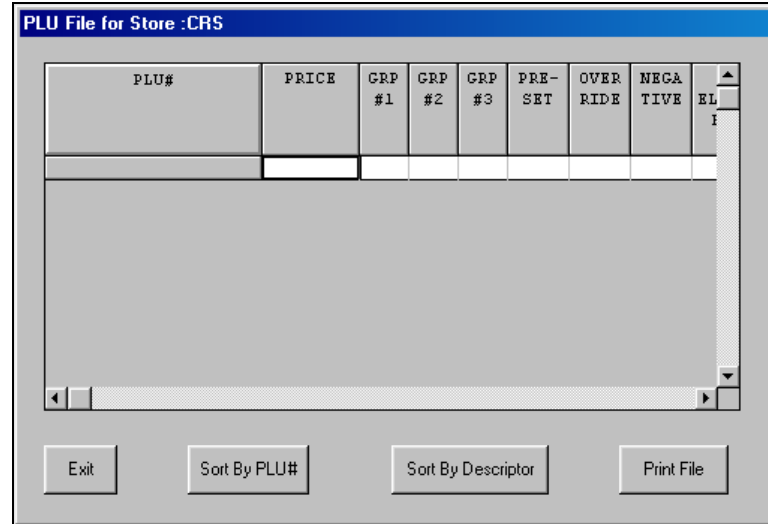 PLU File for Store :CRS
PLU# PRICE GRP GRP GRP PRE- OVER NEGA
#1 #2 #3 SET RIDE TIVE EL
Exit Sort By PLU# Sort By Descriptor Print File